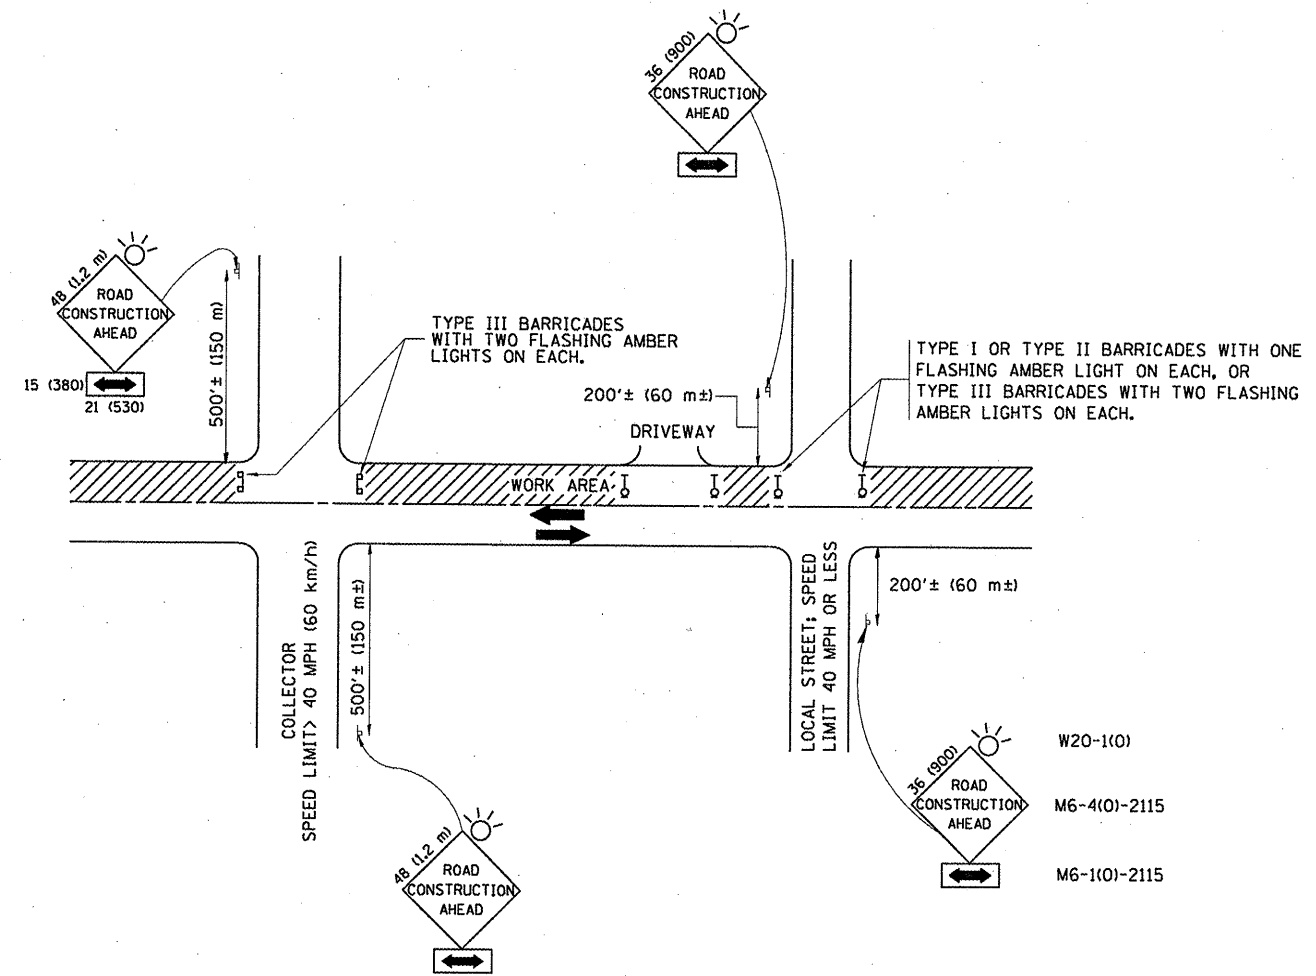 36 (900)
ROAD
CONSTRUCTION
AHEAD
48 (1.2 m)
ROAD
CONSTRUCTION
AHEAD
15 (380)
21 (530)
500'± (150 m)
TYPE III BARRICADES
WITH TWO FLASHING AMBER
LIGHTS ON EACH.
TYPE I OR TYPE II BARRICADES WITH ONE
FLASHING AMBER LIGHT ON EACH, OR
TYPE III BARRICADES WITH TWO FLASHING
AMBER LIGHTS ON EACH.
200'± (60 m±)
DRIVEWAY
WORK AREA
COLLECTOR
SPEED LIMIT> 40 MPH (60 km/h)
500'± (150 m±)
LOCAL STREET; SPEED
LIMIT 40 MPH OR LESS
200'± (60 m±)
36 (900)
ROAD
CONSTRUCTION
AHEAD
W20-1(O)
M6-4(O)-2115
M6-1(O)-2115
48 (1.2 m)
ROAD
CONSTRUCTION
AHEAD